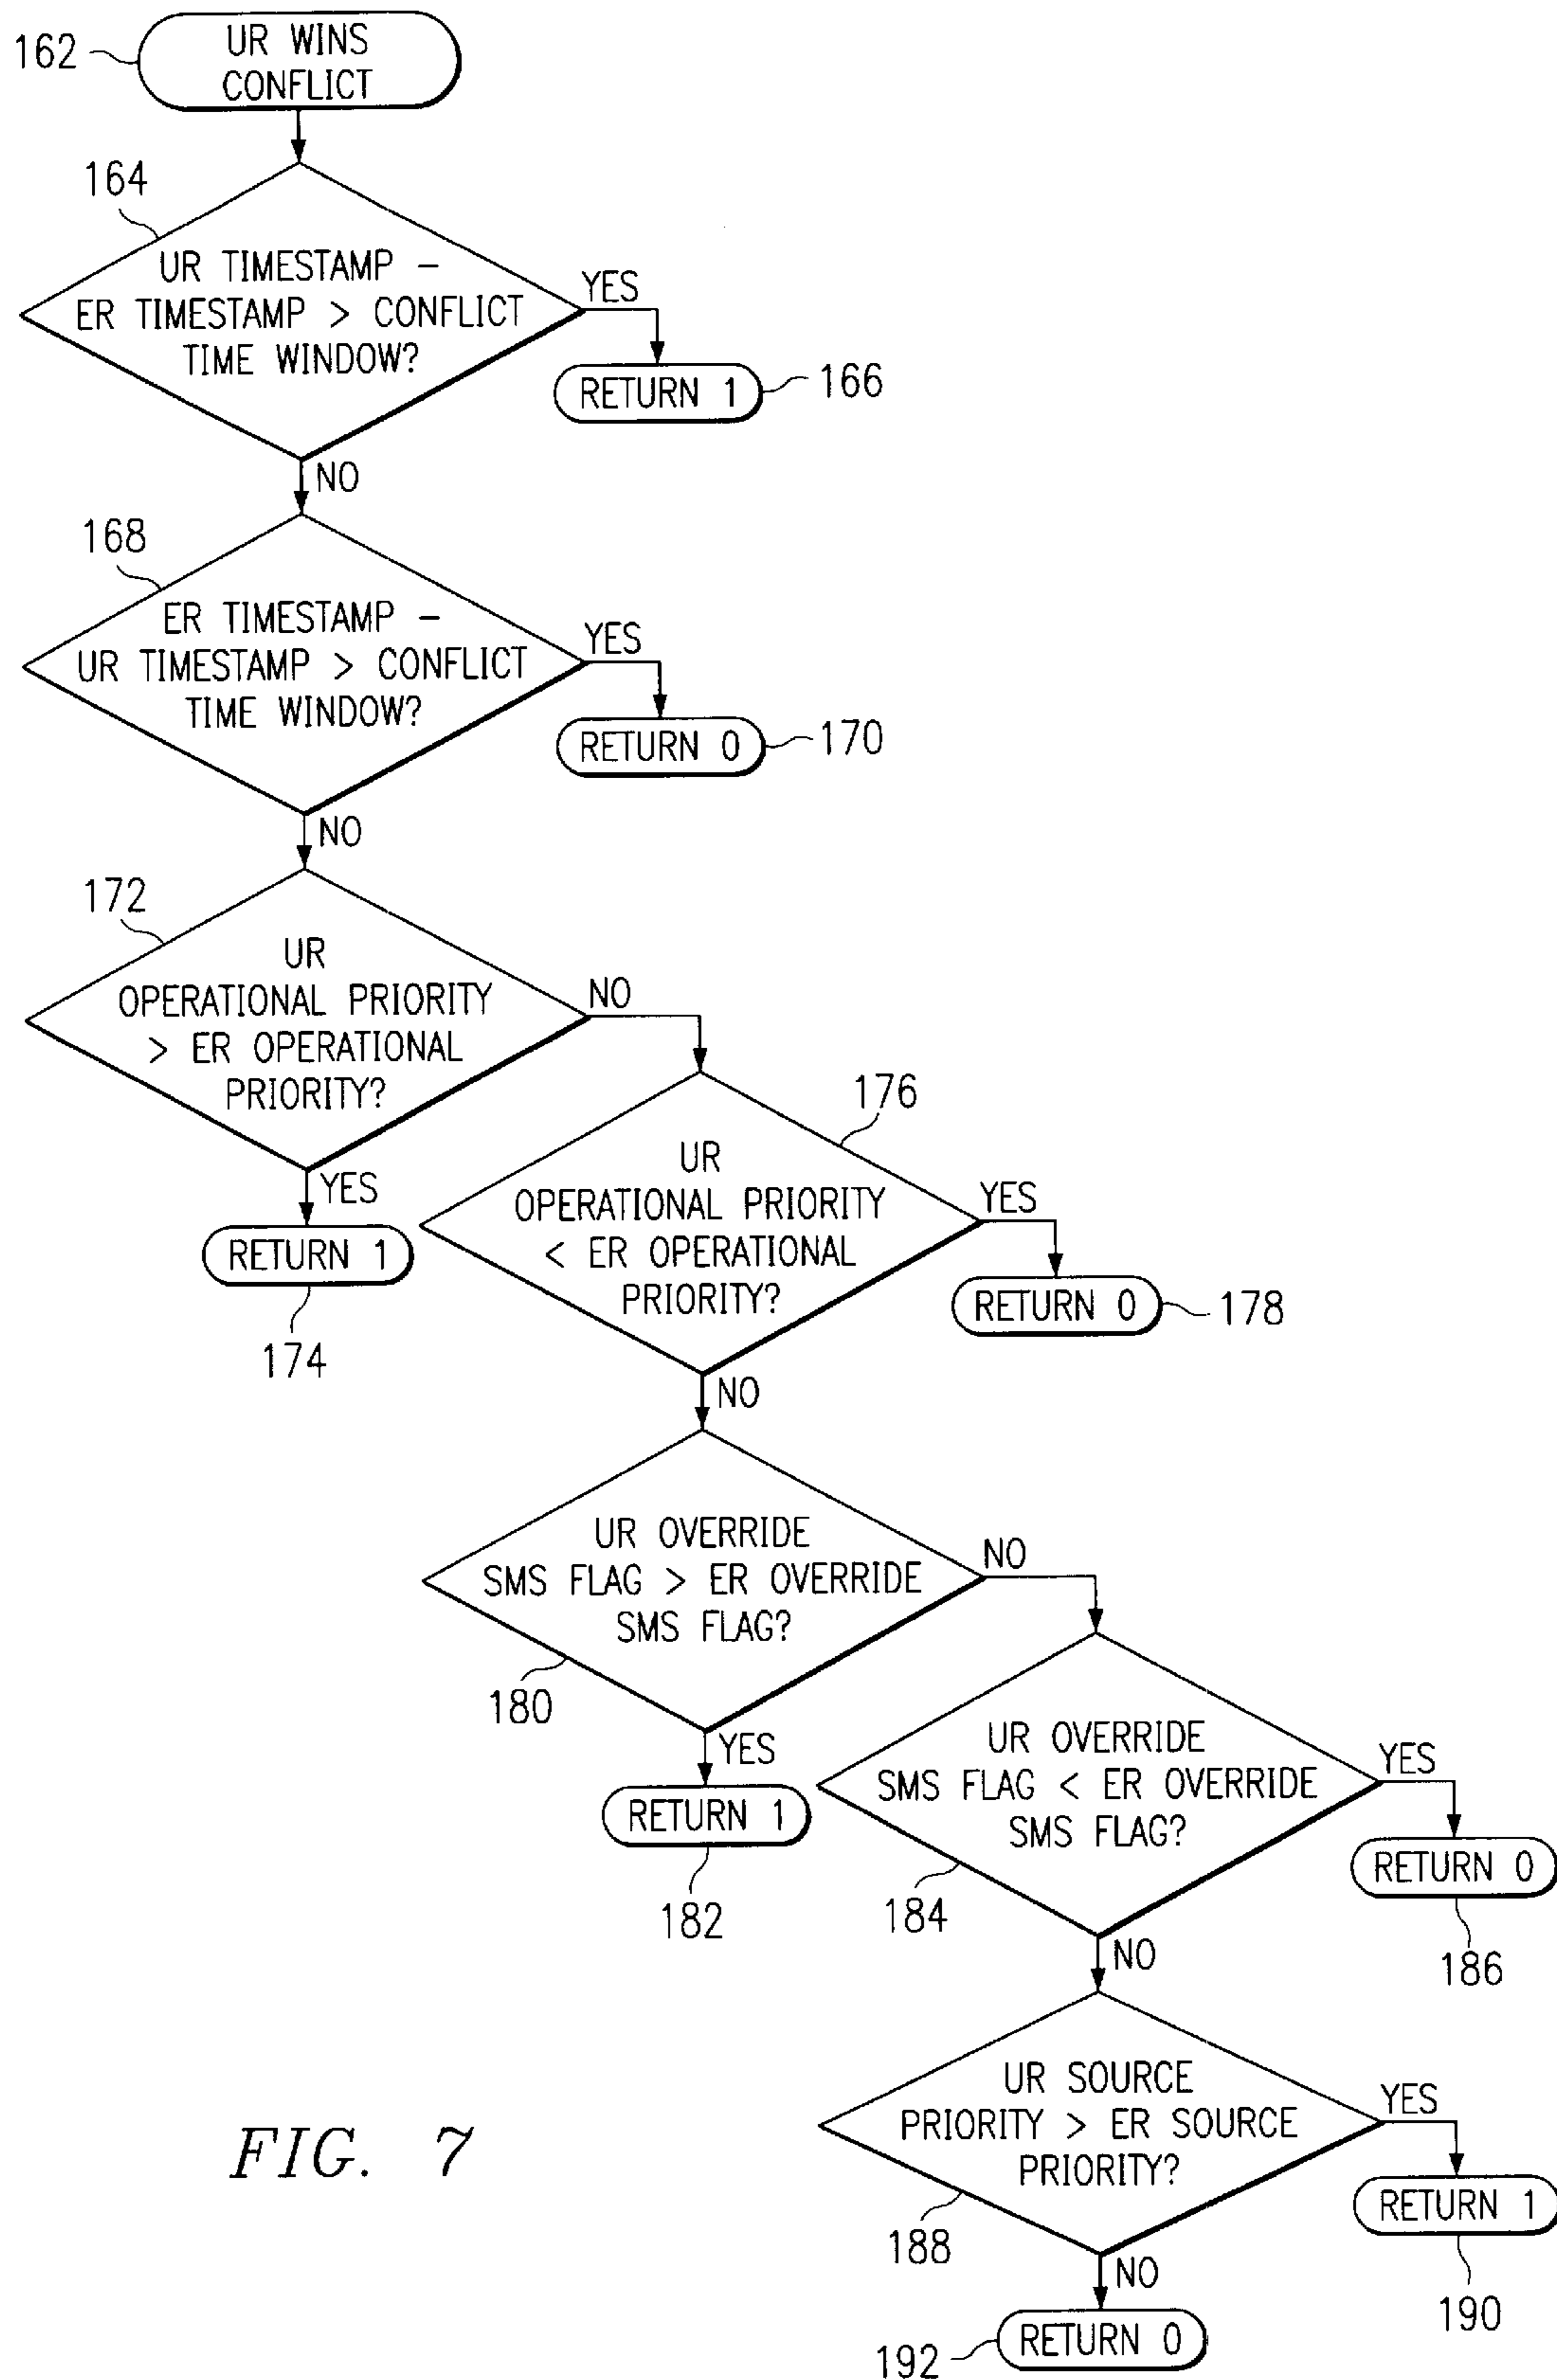 162
UR WINS
CONFLICT
164
UR TIMESTAMP –
ER TIMESTAMP > CONFLICT
TIME WINDOW?
YES
RETURN 1
166
NO
168
ER TIMESTAMP –
UR TIMESTAMP > CONFLICT
TIME WINDOW?
YES
RETURN 0
170
NO
172
UR
OPERATIONAL PRIORITY
> ER OPERATIONAL
PRIORITY?
NO
YES
RETURN 1
174
176
UR
OPERATIONAL PRIORITY
< ER OPERATIONAL
PRIORITY?
YES
RETURN 0
178
NO
UR OVERRIDE
SMS FLAG > ER OVERRIDE
SMS FLAG?
NO
180
YES
RETURN 1
182
UR OVERRIDE
SMS FLAG < ER OVERRIDE
SMS FLAG?
YES
184
RETURN 0
186
NO
UR SOURCE
PRIORITY > ER SOURCE
PRIORITY?
YES
188
RETURN 1
190
NO
192
RETURN 0
FIG. 7